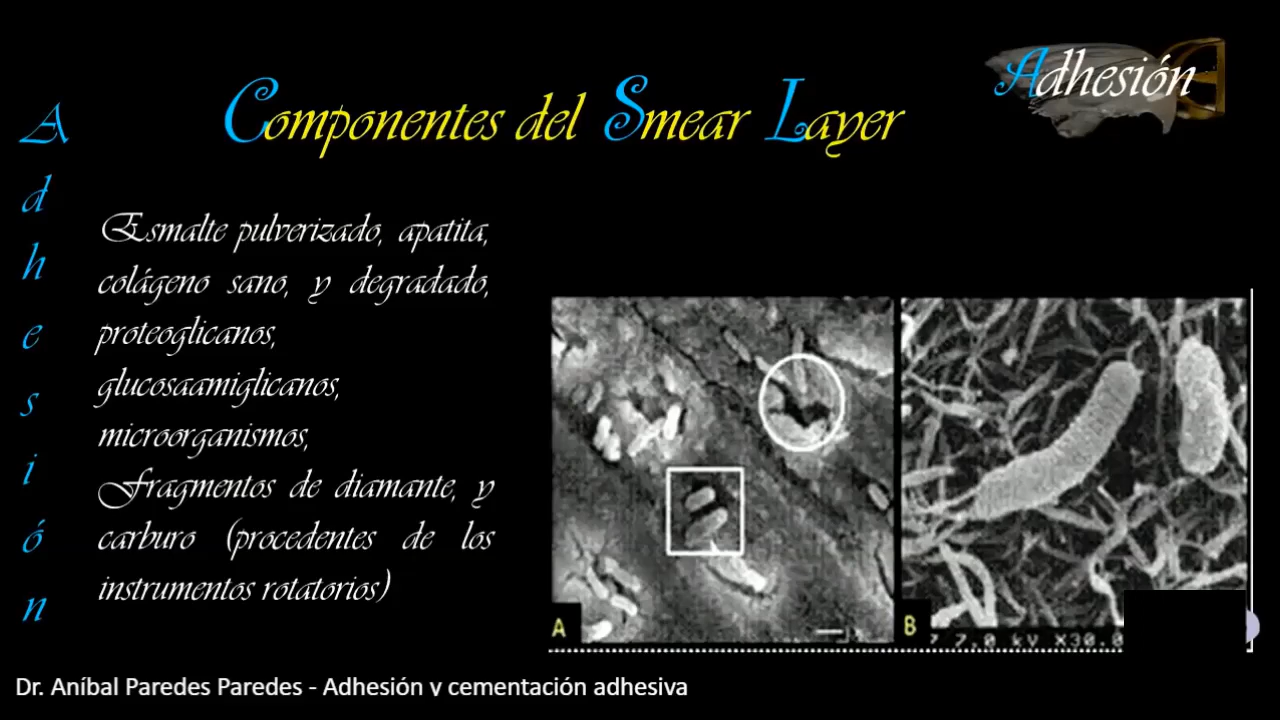 Adhesión
Componentes del Smear Layer
A
d
h
e
s
i
ó
n
Esmalte pulverizado, apatita,
colágeno sano, y degradado,
proteoglicanos,
glucosaamiglicanos,
microorganismos,
Fragmentos de diamante, y
carburo (procedentes de los
instrumentos rotatorios)
A
B
7.0 kV X30.0
Dr. Aníbal Paredes Paredes - Adhesión y cementación adhesiva